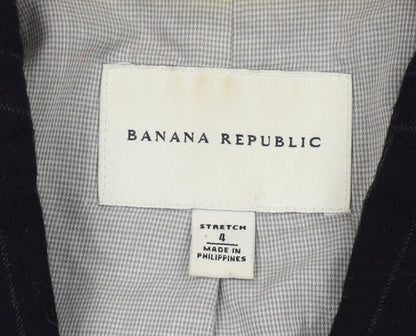 BANANA REPUBLIC
STRETCH
4
MADE IN
PHILIPPINES